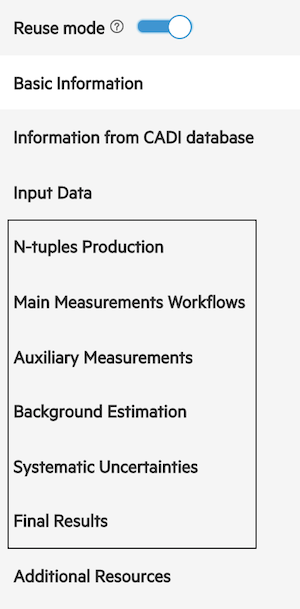 Reuse mode ?
Basic Information
Information from CADI database
Input Data
N-tuples Production
Main Measurements Workflows
Auxiliary Measurements
Background Estimation
Systematic Uncertainties
Final Results
Additional Resources